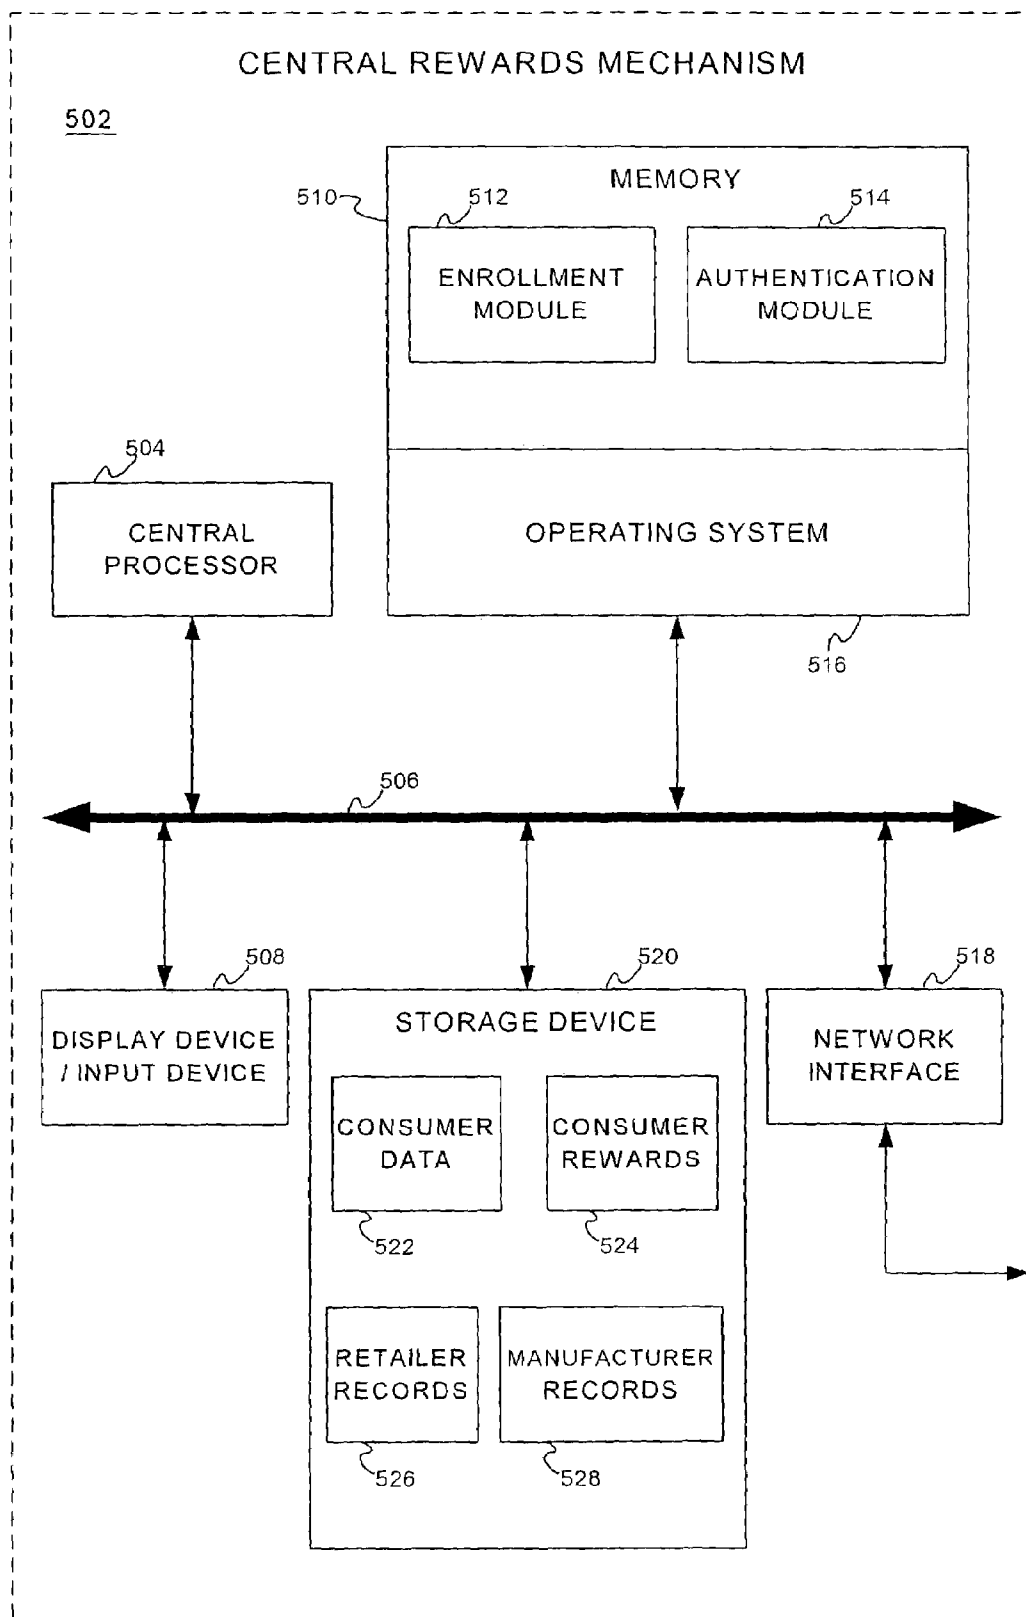 CENTRAL REWARDS MECHANISM
502
MEMORY
510
512
514
ENROLLMENT
MODULE
AUTHENTICATION
MODULE
504
CENTRAL
PROCESSOR
OPERATING SYSTEM
516
506
508
520
518
DISPLAY DEVICE
/ INPUT DEVICE
STORAGE DEVICE
NETWORK
INTERFACE
CONSUMER
DATA
CONSUMER
REWARDS
522
524
RETAILER
RECORDS
MANUFACTURER
RECORDS
526
528